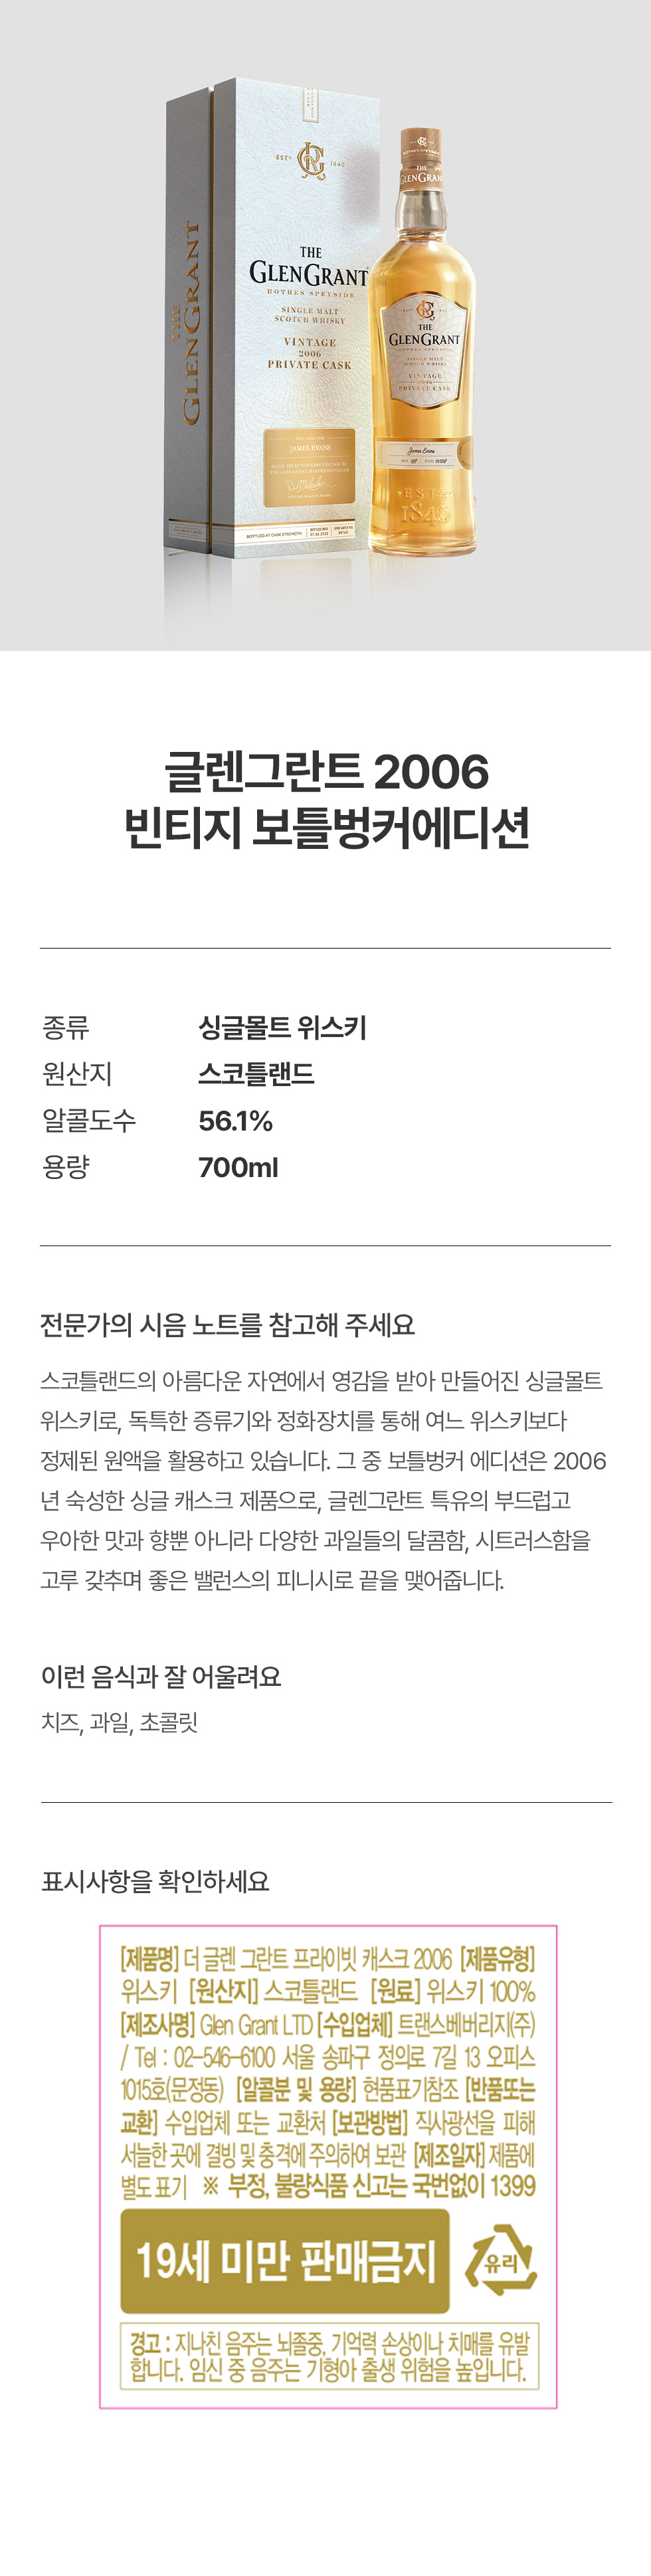 EST^D 1840
THE
GLENGRANT
ROTHES SPEYSIDE
SINGLE MALT
SCOTCH WHISKY
VINTAGE
2006
PRIVATE CASK
JAMES EVANS
BOTTLED AT CASK STRENGTH
THE
GLENGRANT
THE
GLENGRANT
THE
GLENGRANT
ROTHES SPEYSIDE
SINGLE MALT
SCOTCH WHISKY
VINTAGE
2006
PRIVATE CASK
James Evans
ESTD
1840
글렌그란트 2006
빈티지 보틀벙커에디션
종류 싱글몰트 위스키
원산지 스코틀랜드
알콜도수 56.1%
용량 700ml
전문가의 시음 노트를 참고해 주세요
스코틀랜드의 아름다운 자연에서 영감을 받아 만들어진 싱글몰트
위스키로, 독특한 증류기와 정화장치를 통해 여느 위스키보다
정제된 원액을 활용하고 있습니다. 그 중 보틀벙커 에디션은 2006
년 숙성한 싱글 캐스크 제품으로, 글렌그란트 특유의 부드럽고
우아한 맛과 향뿐 아니라 다양한 과일들의 달콤함, 시트러스함을
고루 갖추며 좋은 밸런스의 피니시로 끝을 맺어줍니다.
이런 음식과 잘 어울려요
치즈, 과일, 초콜릿
표시사항을 확인하세요
[제품명] 더 글렌 그란트 프라이빗 캐스크 2006 [제품유형]
위스키 [원산지] 스코틀랜드 [원료] 위스키 100%
[제조사명] Glen Grant LTD [수입업체] 트랜스베버리지(주)
/ Tel : 02-546-6100 서울 송파구 정의로 7길 13 오피스
1015호(문정동) [알콜분 및 용량] 현품표기참조 [반품또는
교환] 수입업체 또는 교환처 [보관방법] 직사광선을 피해
서늘한 곳에 결빙 및 충격에 주의하여 보관 [제조일자] 제품에
별도 표기 ※ 부정, 불량식품 신고는 국번없이 1399
19세 미만 판매금지
유리
경고 : 지나친 음주는 뇌졸중, 기억력 손상이나 치매를 유발
합니다. 임신 중 음주는 기형아 출생 위험을 높입니다.